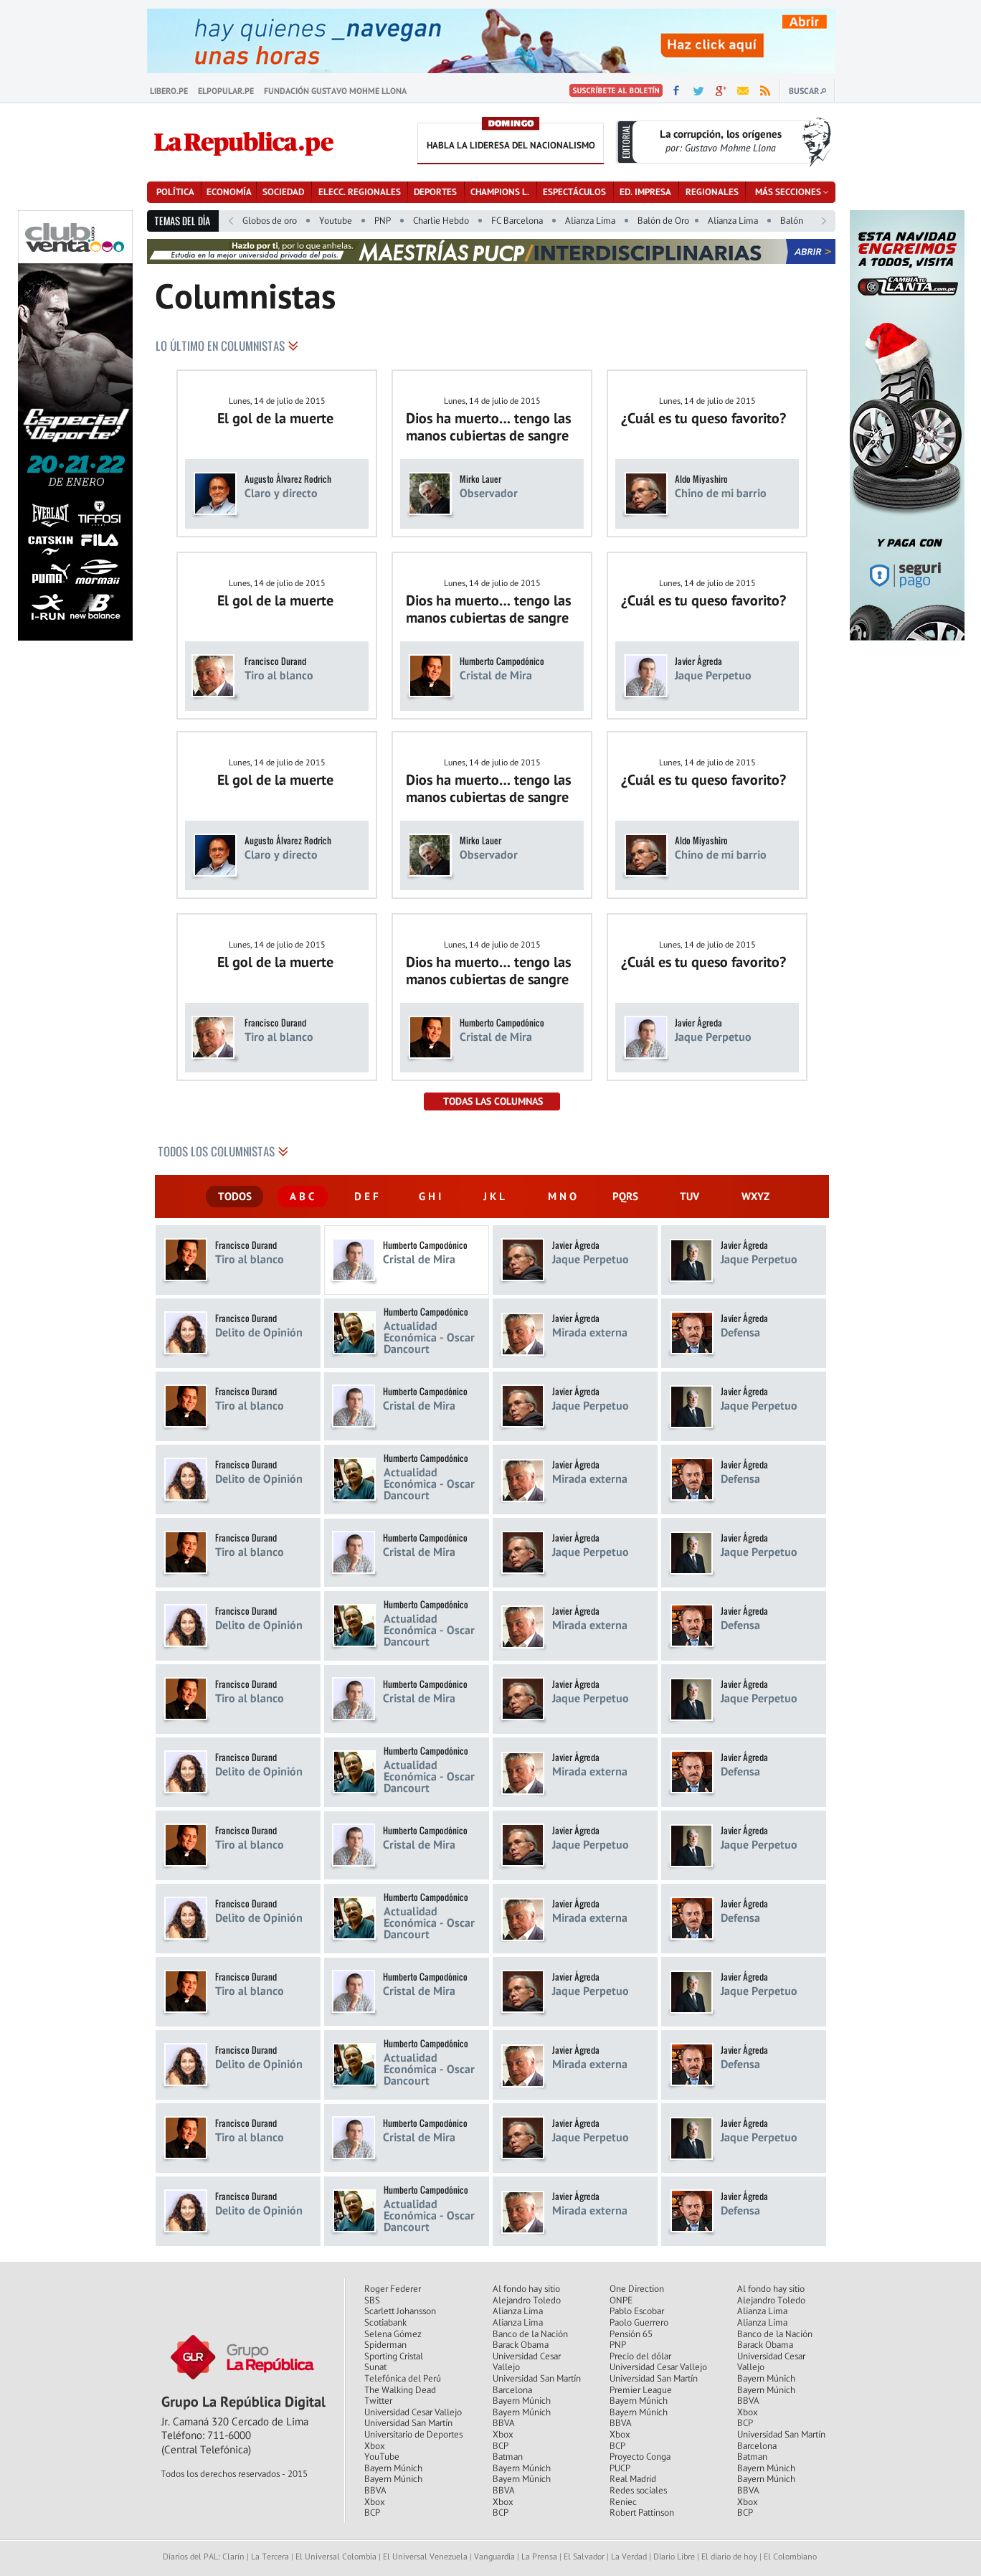 hay quienes _navegan
unas horas
Abrir
Haz click aquí
LIBERO.PE ELPOPULAR.PE FUNDACIÓN GUSTAVO MOHME LLONA
SUSCRÍBETE AL BOLETÍN
BUSCAR
LaRepublica.pe
DOMINGO
HABLA LA LIDERESA DEL NACIONALISMO
EDITORIAL
La corrupción, los orígenes
por: Gustavo Mohme Llona
POLÍTICA ECONOMÍA SOCIEDAD ELECC. REGIONALES DEPORTES CHAMPIONS L. ESPECTÁCULOS ED. IMPRESA REGIONALES MÁS SECCIONES
TEMAS DEL DÍA Globos de oro Youtube PNP Charlie Hebdo FC Barcelona Alianza Lima Balón de Oro Alianza Lima Balón
Hazlo por ti, por lo que anhelas.
Estudia en la mejor universidad privada del país.
MAESTRÍAS PUCP/INTERDISCIPLINARIAS
ABRIR >
club
venta
Especial
Deporte
20·21·22
DE ENERO
EVERLAST TIFFOSI
CATSKIN FILA
PUMA mormaii
I-RUN new balance
ESTA NAVIDAD
ENGREIMOS
A TODOS, VISITA
CAMBIA TU
LLANTA.com.pe
Y PAGA CON
seguri
pago
Columnistas
LO ÚLTIMO EN COLUMNISTAS
Lunes, 14 de julio de 2015
El gol de la muerte
Augusto Álvarez Rodrich
Claro y directo
Lunes, 14 de julio de 2015
Dios ha muerto... tengo las
manos cubiertas de sangre
Mirko Lauer
Observador
Lunes, 14 de julio de 2015
¿Cuál es tu queso favorito?
Aldo Miyashiro
Chino de mi barrio
Lunes, 14 de julio de 2015
El gol de la muerte
Francisco Durand
Tiro al blanco
Lunes, 14 de julio de 2015
Dios ha muerto... tengo las
manos cubiertas de sangre
Humberto Campodónico
Cristal de Mira
Lunes, 14 de julio de 2015
¿Cuál es tu queso favorito?
Javier Ágreda
Jaque Perpetuo
Lunes, 14 de julio de 2015
El gol de la muerte
Augusto Álvarez Rodrich
Claro y directo
Lunes, 14 de julio de 2015
Dios ha muerto... tengo las
manos cubiertas de sangre
Mirko Lauer
Observador
Lunes, 14 de julio de 2015
¿Cuál es tu queso favorito?
Aldo Miyashiro
Chino de mi barrio
Lunes, 14 de julio de 2015
El gol de la muerte
Francisco Durand
Tiro al blanco
Lunes, 14 de julio de 2015
Dios ha muerto... tengo las
manos cubiertas de sangre
Humberto Campodónico
Cristal de Mira
Lunes, 14 de julio de 2015
¿Cuál es tu queso favorito?
Javier Ágreda
Jaque Perpetuo
TODAS LAS COLUMNAS
TODOS LOS COLUMNISTAS
TODOS A B C D E F G H I J K L M N O PQRS TUV WXYZ
Francisco Durand Humberto Campodónico Javier Ágreda Javier Ágreda
Tiro al blanco Cristal de Mira Jaque Perpetuo Jaque Perpetuo
Francisco Durand Humberto Campodónico Javier Ágreda Javier Ágreda
Delito de Opinión Actualidad Mirada externa Defensa
Económica - Oscar
Dancourt
Francisco Durand Humberto Campodónico Javier Ágreda Javier Ágreda
Tiro al blanco Cristal de Mira Jaque Perpetuo Jaque Perpetuo
Francisco Durand Humberto Campodónico Javier Ágreda Javier Ágreda
Delito de Opinión Actualidad Mirada externa Defensa
Económica - Oscar
Dancourt
Francisco Durand Humberto Campodónico Javier Ágreda Javier Ágreda
Tiro al blanco Cristal de Mira Jaque Perpetuo Jaque Perpetuo
Francisco Durand Humberto Campodónico Javier Ágreda Javier Ágreda
Delito de Opinión Actualidad Mirada externa Defensa
Económica - Oscar
Dancourt
Francisco Durand Humberto Campodónico Javier Ágreda Javier Ágreda
Tiro al blanco Cristal de Mira Jaque Perpetuo Jaque Perpetuo
Francisco Durand Humberto Campodónico Javier Ágreda Javier Ágreda
Delito de Opinión Actualidad Mirada externa Defensa
Económica - Oscar
Dancourt
Francisco Durand Humberto Campodónico Javier Ágreda Javier Ágreda
Tiro al blanco Cristal de Mira Jaque Perpetuo Jaque Perpetuo
Francisco Durand Humberto Campodónico Javier Ágreda Javier Ágreda
Delito de Opinión Actualidad Mirada externa Defensa
Económica - Oscar
Dancourt
Francisco Durand Humberto Campodónico Javier Ágreda Javier Ágreda
Tiro al blanco Cristal de Mira Jaque Perpetuo Jaque Perpetuo
Francisco Durand Humberto Campodónico Javier Ágreda Javier Ágreda
Delito de Opinión Actualidad Mirada externa Defensa
Económica - Oscar
Dancourt
Francisco Durand Humberto Campodónico Javier Ágreda Javier Ágreda
Tiro al blanco Cristal de Mira Jaque Perpetuo Jaque Perpetuo
Francisco Durand Humberto Campodónico Javier Ágreda Javier Ágreda
Delito de Opinión Actualidad Mirada externa Defensa
Económica - Oscar
Dancourt
GLR
Grupo
La República
Grupo La República Digital
Jr. Camaná 320 Cercado de Lima
Teléfono: 711-6000
(Central Telefónica)
Todos los derechos reservados - 2015
Roger Federer
SBS
Scarlett Johansson
Scotiabank
Selena Gómez
Spiderman
Sporting Cristal
Sunat
Telefónica del Perú
The Walking Dead
Twitter
Universidad Cesar Vallejo
Universidad San Martín
Universitario de Deportes
Xbox
YouTube
Bayern Múnich
Bayern Múnich
BBVA
Xbox
BCP
Al fondo hay sitio
Alejandro Toledo
Alianza Lima
Alianza Lima
Banco de la Nación
Barack Obama
Universidad Cesar
Vallejo
Universidad San Martín
Barcelona
Bayern Múnich
Bayern Múnich
BBVA
Xbox
BCP
Batman
Bayern Múnich
Bayern Múnich
BBVA
Xbox
BCP
One Direction
ONPE
Pablo Escobar
Paolo Guerrero
Pensión 65
PNP
Precio del dólar
Universidad Cesar Vallejo
Universidad San Martín
Premier League
Bayern Múnich
Bayern Múnich
BBVA
Xbox
BCP
Proyecto Conga
PUCP
Real Madrid
Redes sociales
Reniec
Robert Pattinson
Al fondo hay sitio
Alejandro Toledo
Alianza Lima
Alianza Lima
Banco de la Nación
Barack Obama
Universidad Cesar
Vallejo
Bayern Múnich
Bayern Múnich
BBVA
Xbox
BCP
Universidad San Martín
Barcelona
Batman
Bayern Múnich
Bayern Múnich
BBVA
Xbox
BCP
Diarios del PAL: Clarín | La Tercera | El Universal Colombia | El Universal Venezuela | Vanguardia | La Prensa | El Salvador | La Verdad | Diario Libre | El diario de hoy | El Colombiano